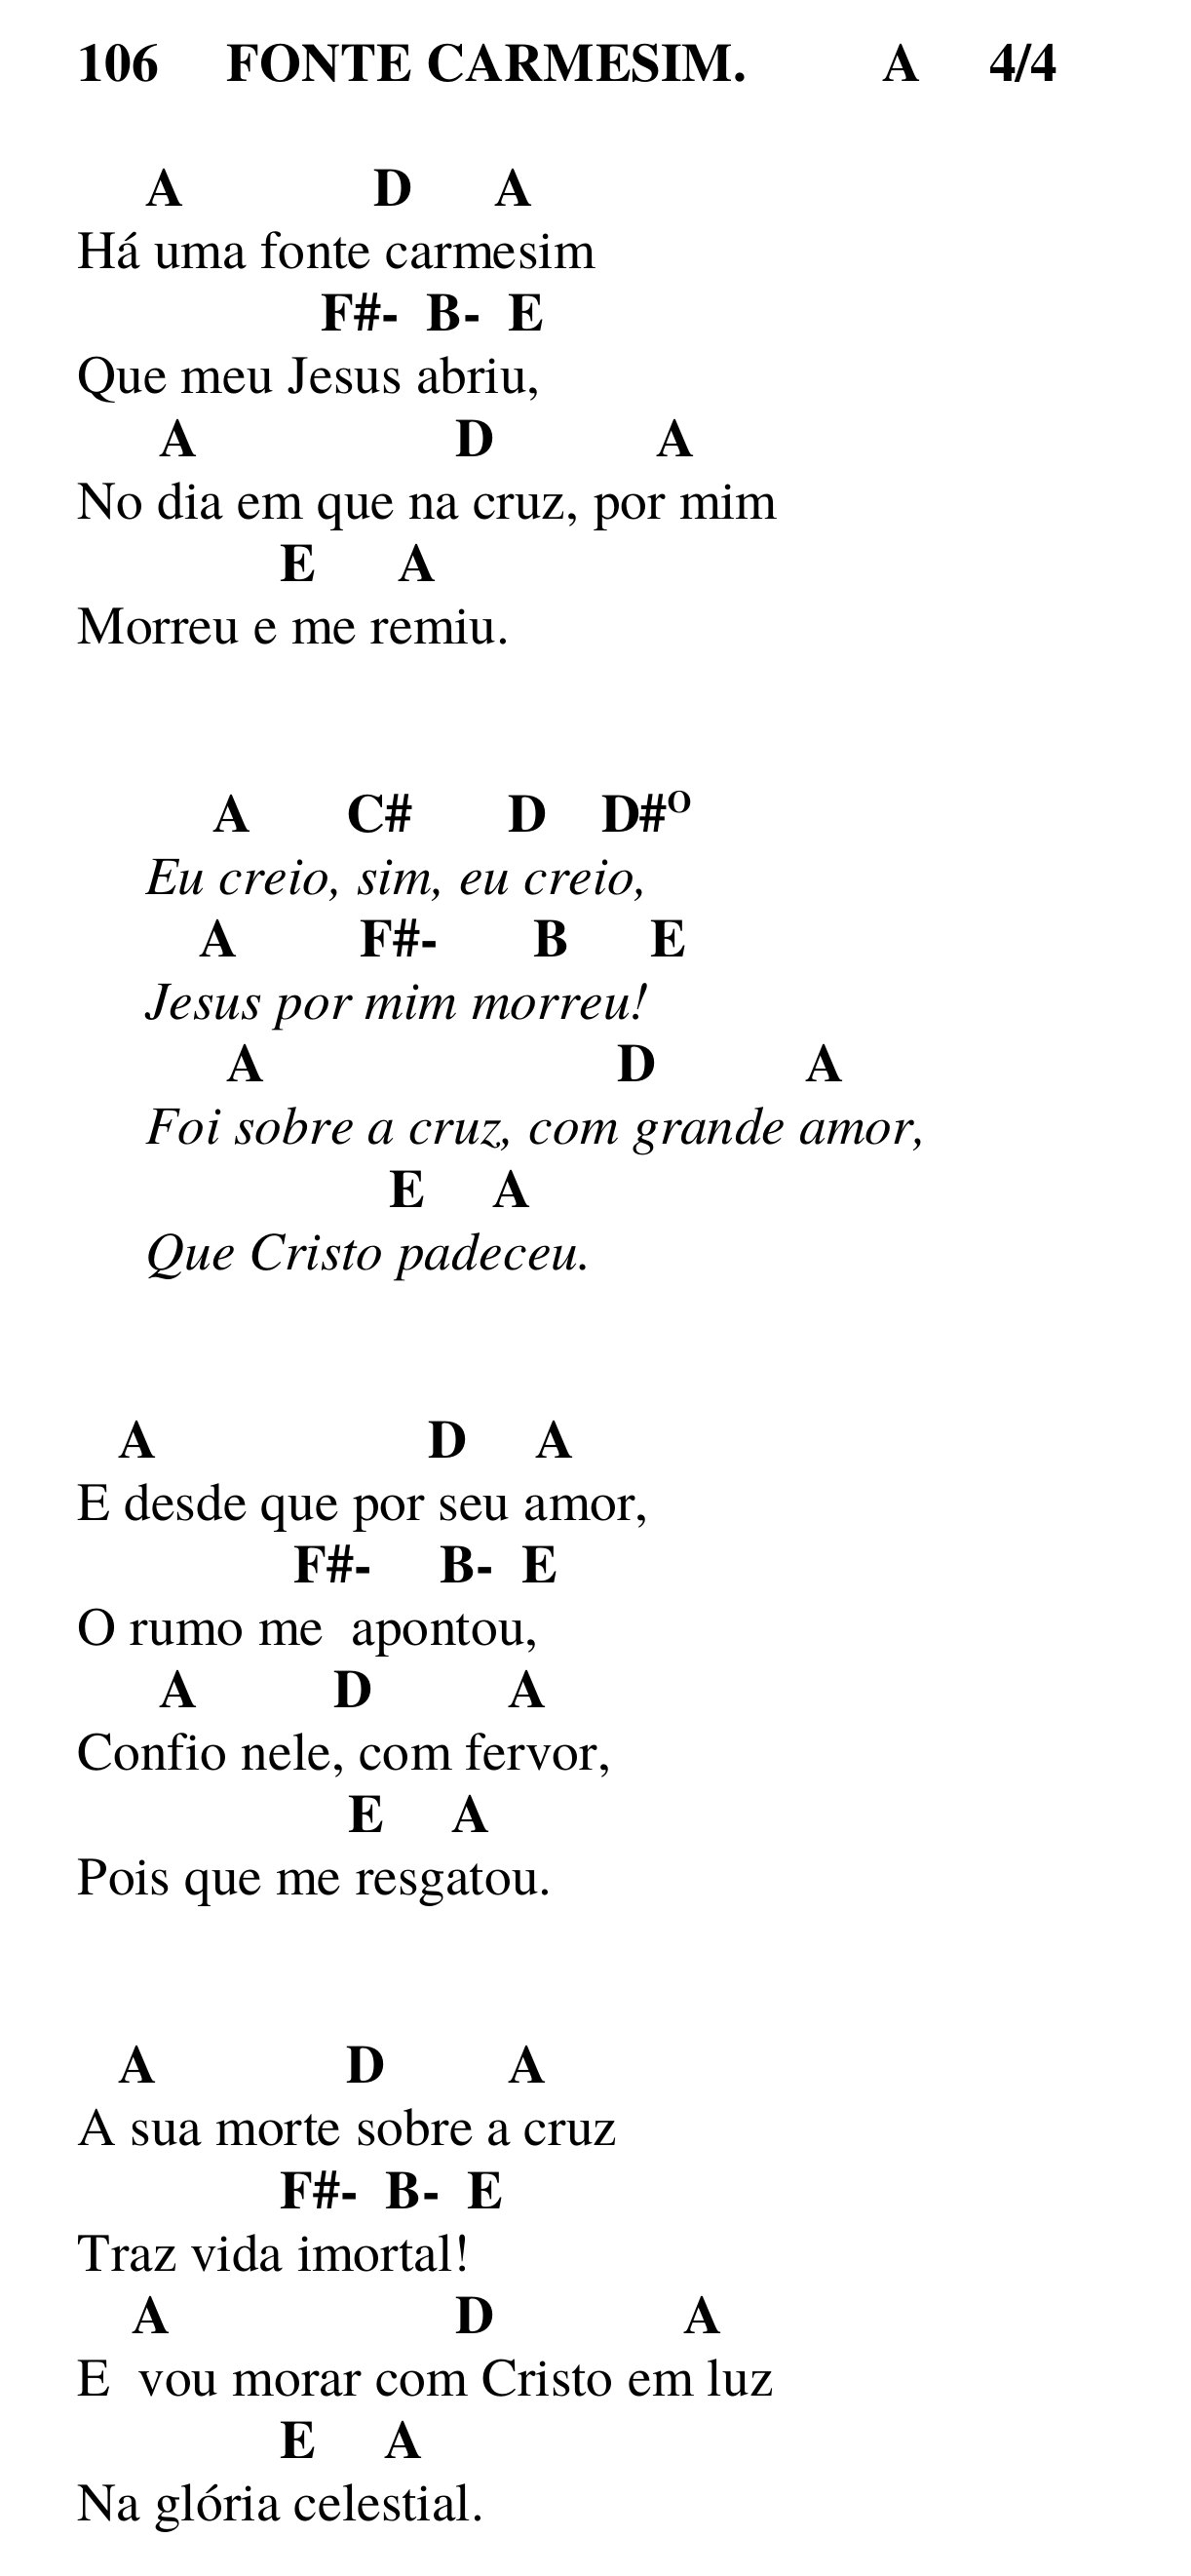 106     FONTE CARMESIM.          A     4/4
     A              D      A
Há uma fonte carmesim
                  F#-  B-  E
Que meu Jesus abriu,
      A                   D            A
No dia em que na cruz, por mim
               E      A
Morreu e me remiu.
          A       C#       D    D#º
     Eu creio, sim, eu creio,
         A         F#-       B      E
     Jesus por mim morreu!
           A                          D           A
     Foi sobre a cruz, com grande amor,
                       E     A
     Que Cristo padeceu.
   A                    D     A
E desde que por seu amor,
                F#-     B-  E
O rumo me  apontou,
      A          D          A
Confio nele, com fervor,
                    E     A
Pois que me resgatou.
   A              D         A
A sua morte sobre a cruz
               F#-  B-  E
Traz vida imortal!
    A                     D              A
E  vou morar com Cristo em luz
               E     A
Na glória celestial.